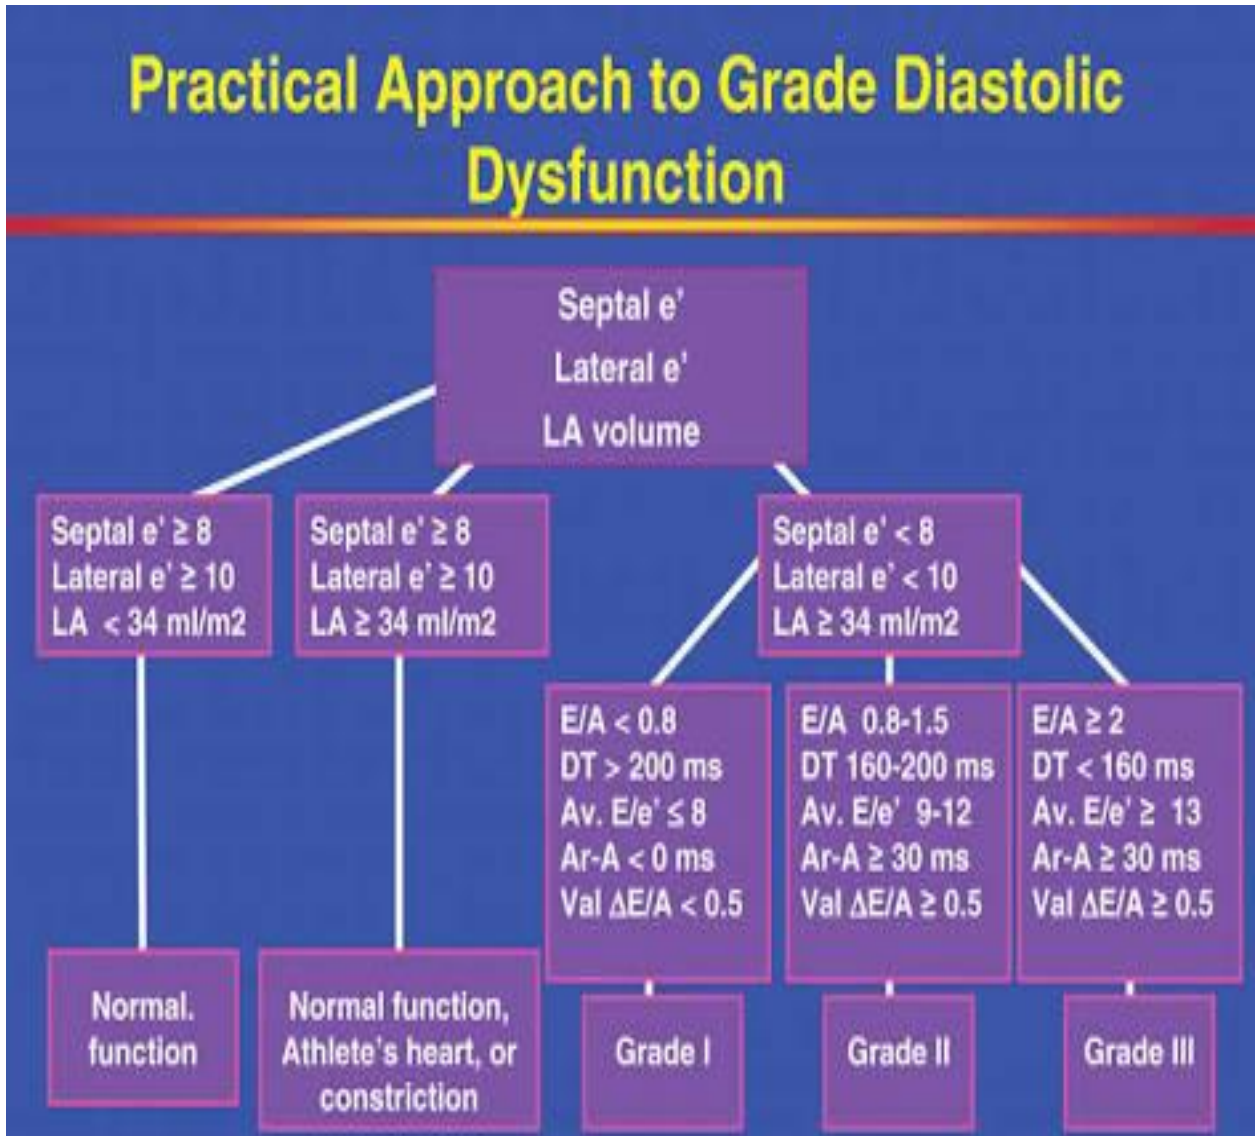 Practical Approach to Grade Diastolic
Dysfunction
Septal e'
Lateral e'
LA volume
Septal e' ≥ 8
Lateral e' ≥ 10
LA < 34 ml/m2
Septal e' ≥ 8
Lateral e' ≥ 10
LA ≥ 34 ml/m2
Septal e' < 8
Lateral e' < 10
LA ≥ 34 ml/m2
E/A < 0.8
DT > 200 ms
Av. E/e' ≤ 8
Ar-A < 0 ms
Val ΔE/A < 0.5
E/A 0.8-1.5
DT 160-200 ms
Av. E/e' 9-12
Ar-A ≥ 30 ms
Val ΔE/A ≥ 0.5
E/A ≥ 2
DT < 160 ms
Av. E/e' ≥ 13
Ar-A ≥ 30 ms
Val ΔE/A ≥ 0.5
Normal.
function
Normal function,
Athlete's heart, or
constriction
Grade I
Grade II
Grade III